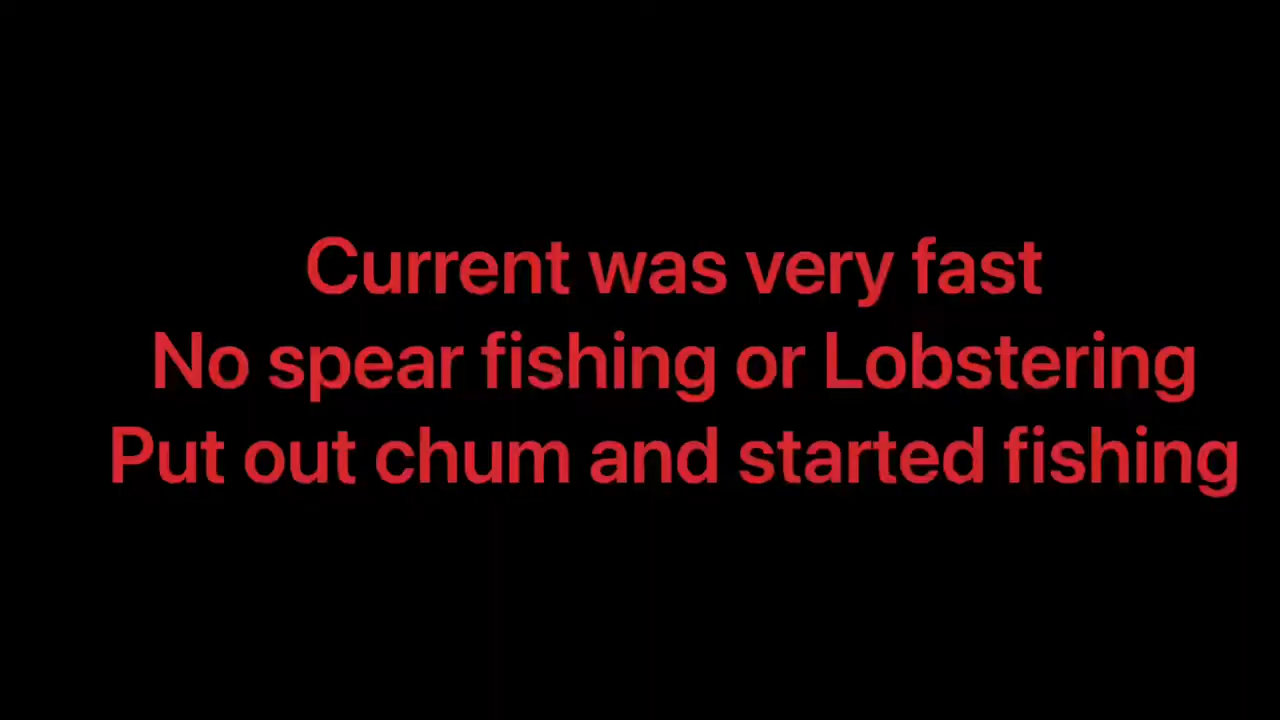 Current was very fast
No spear fishing or Lobstering
Put out chum and started fishing